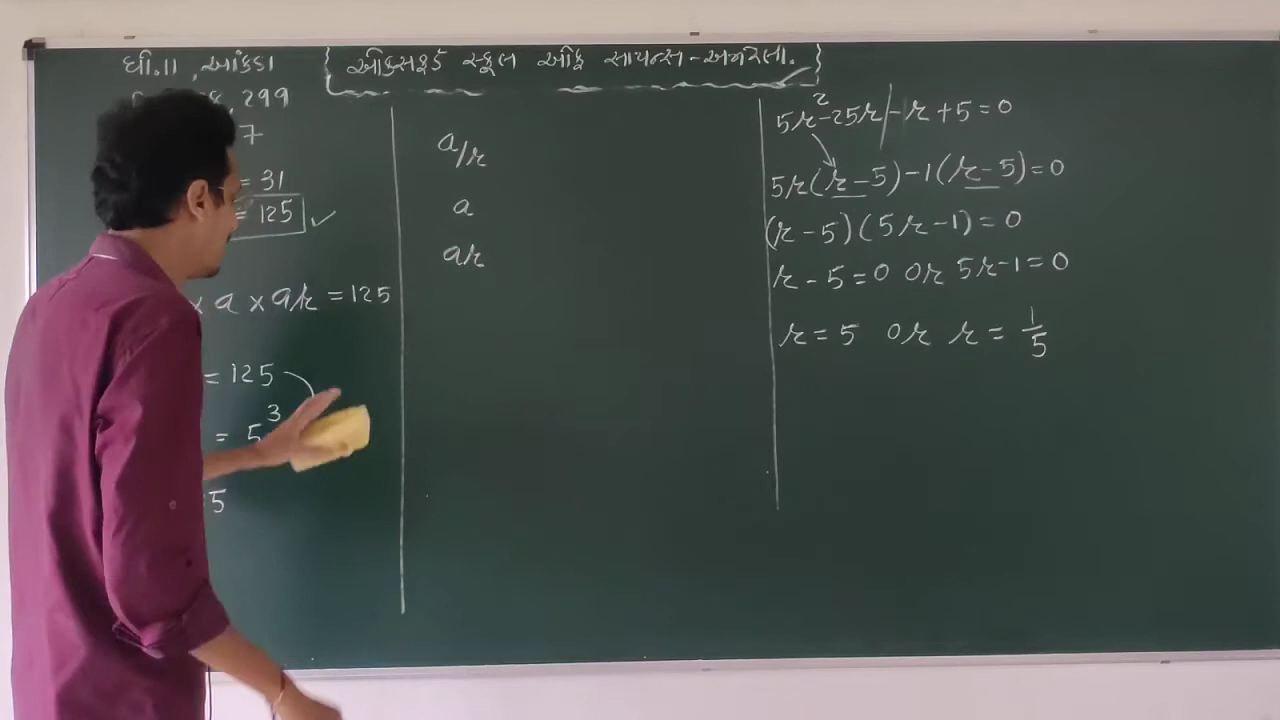 ધો.11, આંકડા
{ ઓક્સફર્ડ સ્કૂલ ઓફ સાયન્સ - અમરેલી. }
, 299
7
= 31
= 125 ✓
× a × ar = 125
= 125
= 5³
= 5
a/r
a
ar
5r² - 25r - r + 5 = 0
5r(r - 5) - 1(r - 5) = 0
(r - 5)(5r - 1) = 0
r - 5 = 0 or 5r - 1 = 0
r = 5 or r = 1/5